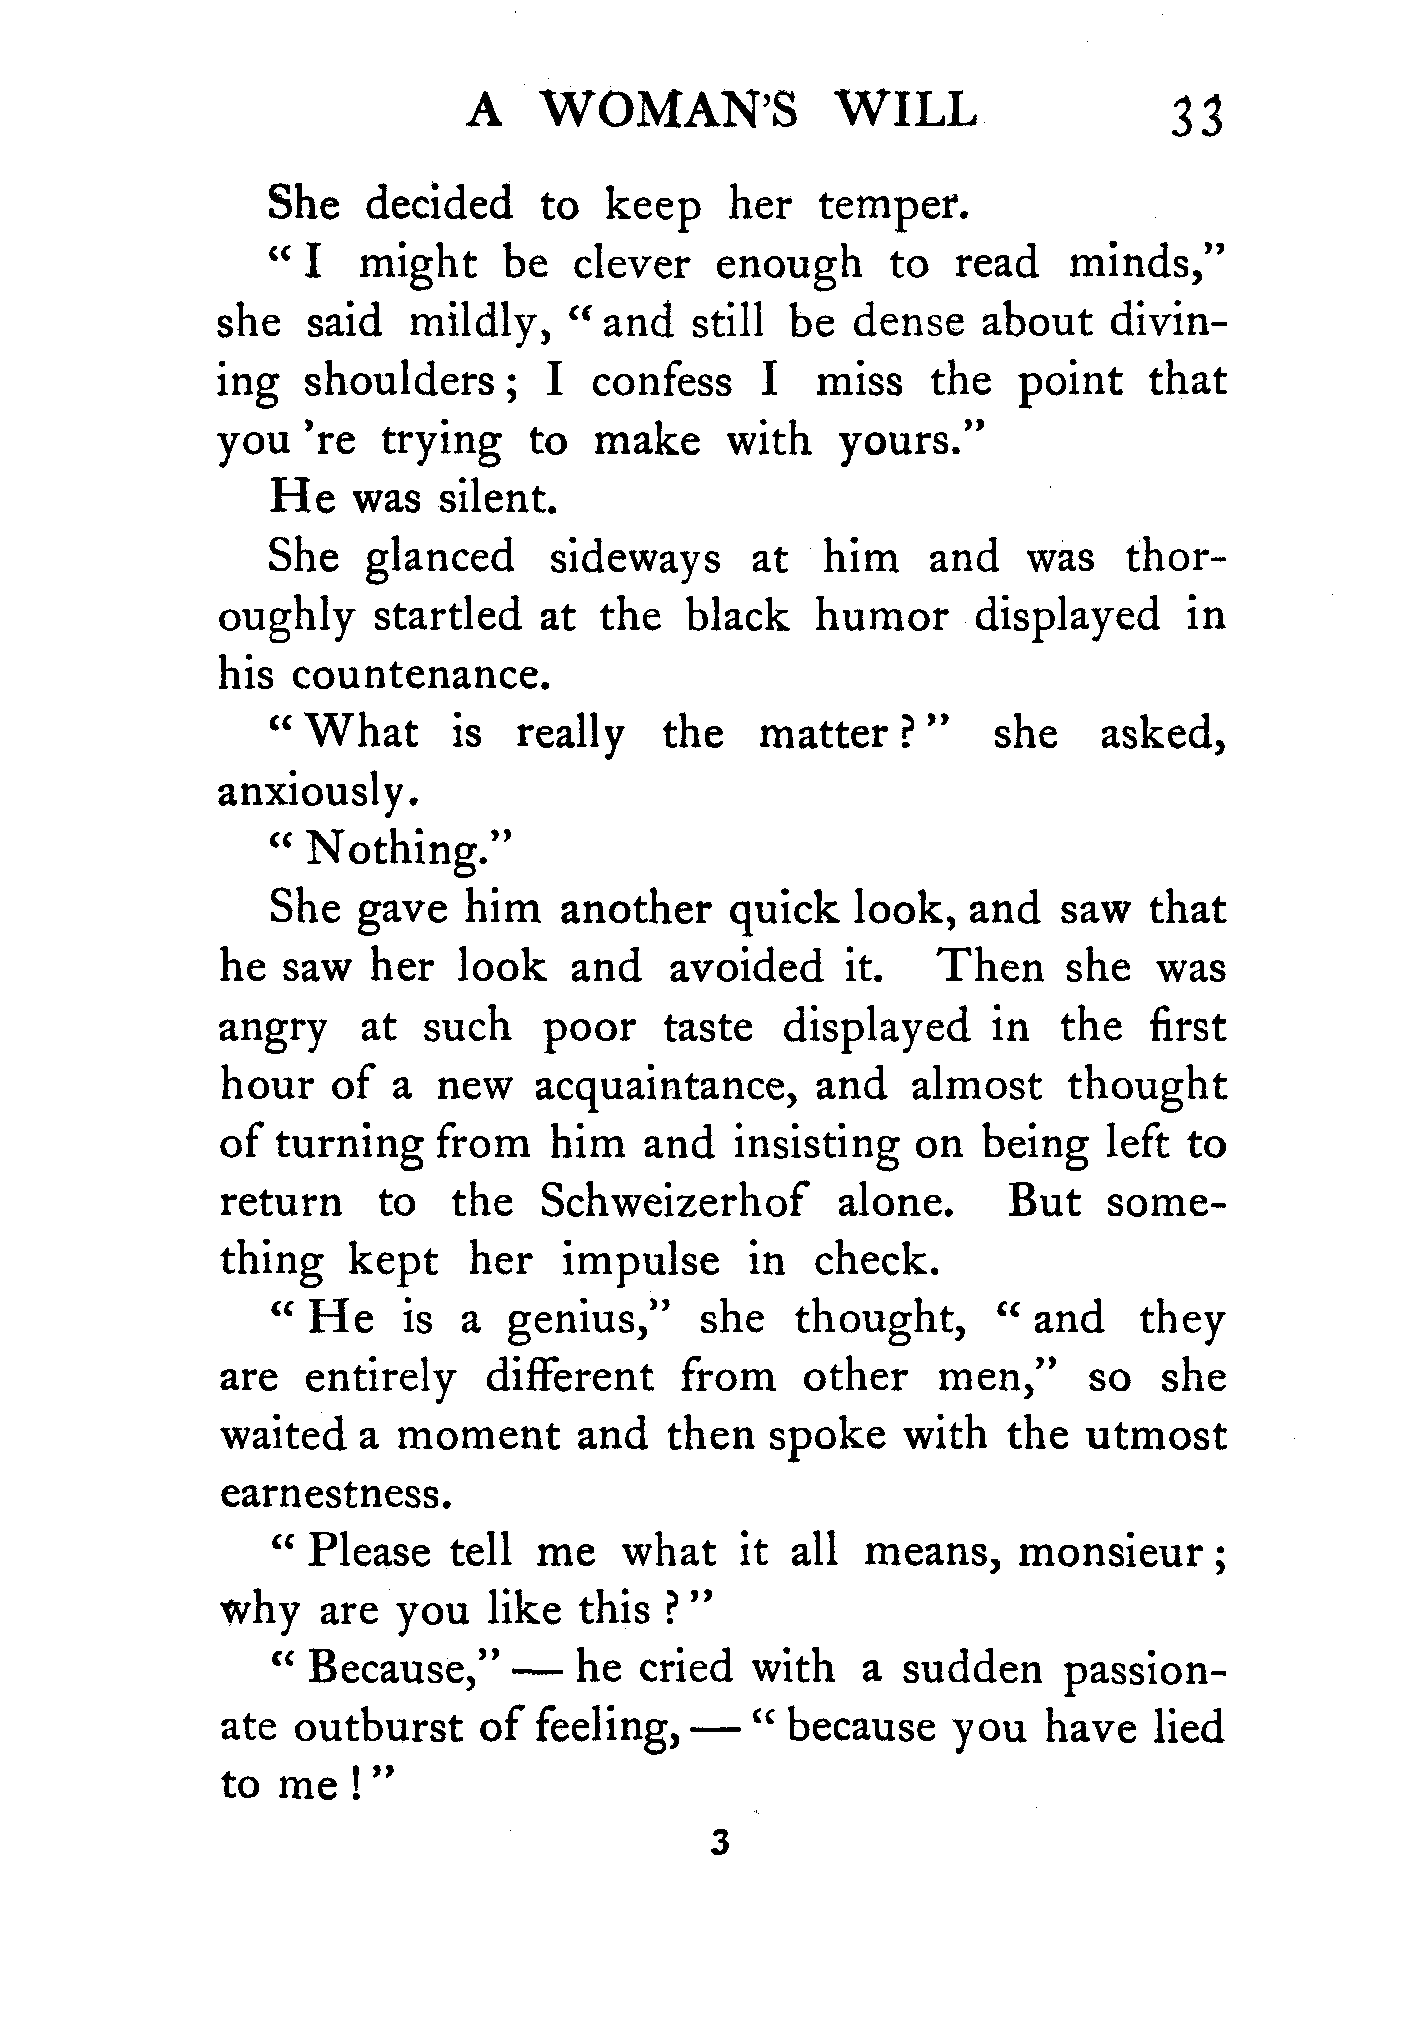 A WOMAN'S WILL 33
She decided to keep her temper.
“ I might be clever enough to read minds,”
she said mildly, “ and still be dense about divin-
ing shoulders ; I confess I miss the point that
you 're trying to make with yours.”
He was silent.
She glanced sideways at him and was thor-
oughly startled at the black humor displayed in
his countenance.
“ What is really the matter ? ” she asked,
anxiously.
“ Nothing.”
She gave him another quick look, and saw that
he saw her look and avoided it. Then she was
angry at such poor taste displayed in the first
hour of a new acquaintance, and almost thought
of turning from him and insisting on being left to
return to the Schweizerhof alone. But some-
thing kept her impulse in check.
“ He is a genius,” she thought, “ and they
are entirely different from other men,” so she
waited a moment and then spoke with the utmost
earnestness.
“ Please tell me what it all means, monsieur ;
why are you like this ? ”
“ Because,” — he cried with a sudden passion-
ate outburst of feeling, — “ because you have lied
to me ! ”
3